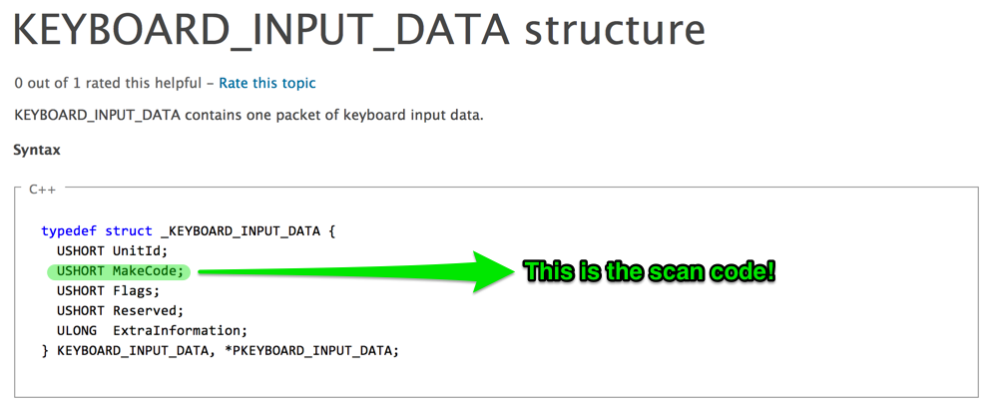 KEYBOARD_INPUT_DATA structure
0 out of 1 rated this helpful – Rate this topic
KEYBOARD_INPUT_DATA contains one packet of keyboard input data.
Syntax
C++
typedef struct _KEYBOARD_INPUT_DATA {
  USHORT UnitId;
  USHORT MakeCode;
This is the scan code!
  USHORT Flags;
  USHORT Reserved;
  ULONG  ExtraInformation;
} KEYBOARD_INPUT_DATA, *PKEYBOARD_INPUT_DATA;